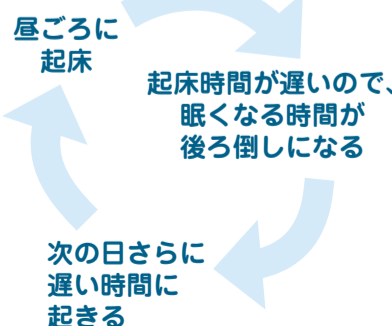 昼ごろに
起床
起床時間が遅いので、
眠くなる時間が
後ろ倒しになる
次の日さらに
遅い時間に
起きる